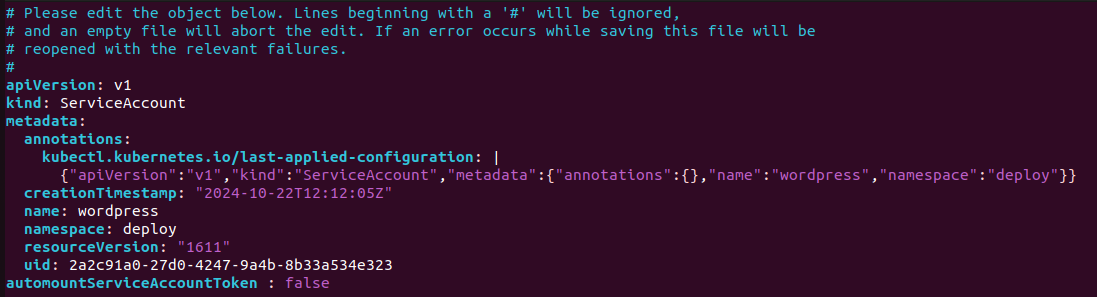 # Please edit the object below. Lines beginning with a '#' will be ignored,
# and an empty file will abort the edit. If an error occurs while saving this file will be
# reopened with the relevant failures.
#
apiVersion: v1
kind: ServiceAccount
metadata:
  annotations:
    kubectl.kubernetes.io/last-applied-configuration: |
      {"apiVersion":"v1","kind":"ServiceAccount","metadata":{"annotations":{},"name":"wordpress","namespace":"deploy"}}
  creationTimestamp: "2024-10-22T12:12:05Z"
  name: wordpress
  namespace: deploy
  resourceVersion: "1611"
  uid: 2a2c91a0-27d0-4247-9a4b-8b33a534e323
automountServiceAccountToken : false